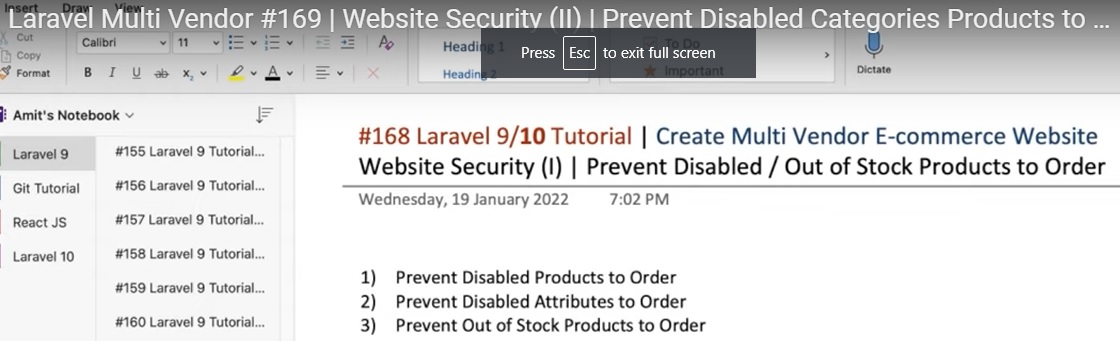 Insert Draw View
Laravel Multi Vendor #169 | Website Security (II) | Prevent Disabled Categories Products to ...
Cut
Copy
Format
Calibri 11
B I U ab X₂ A
Heading 1
Heading 2
To Do
Important
Press Esc to exit full screen
Dictate
Amit's Notebook
Laravel 9
Git Tutorial
React JS
Laravel 10
#155 Laravel 9 Tutorial...
#156 Laravel 9 Tutorial...
#157 Laravel 9 Tutorial...
#158 Laravel 9 Tutorial...
#159 Laravel 9 Tutorial...
#160 Laravel 9 Tutorial...
#168 Laravel 9/10 Tutorial | Create Multi Vendor E-commerce Website
Website Security (I) | Prevent Disabled / Out of Stock Products to Order
Wednesday, 19 January 2022 7:02 PM
1) Prevent Disabled Products to Order
2) Prevent Disabled Attributes to Order
3) Prevent Out of Stock Products to Order